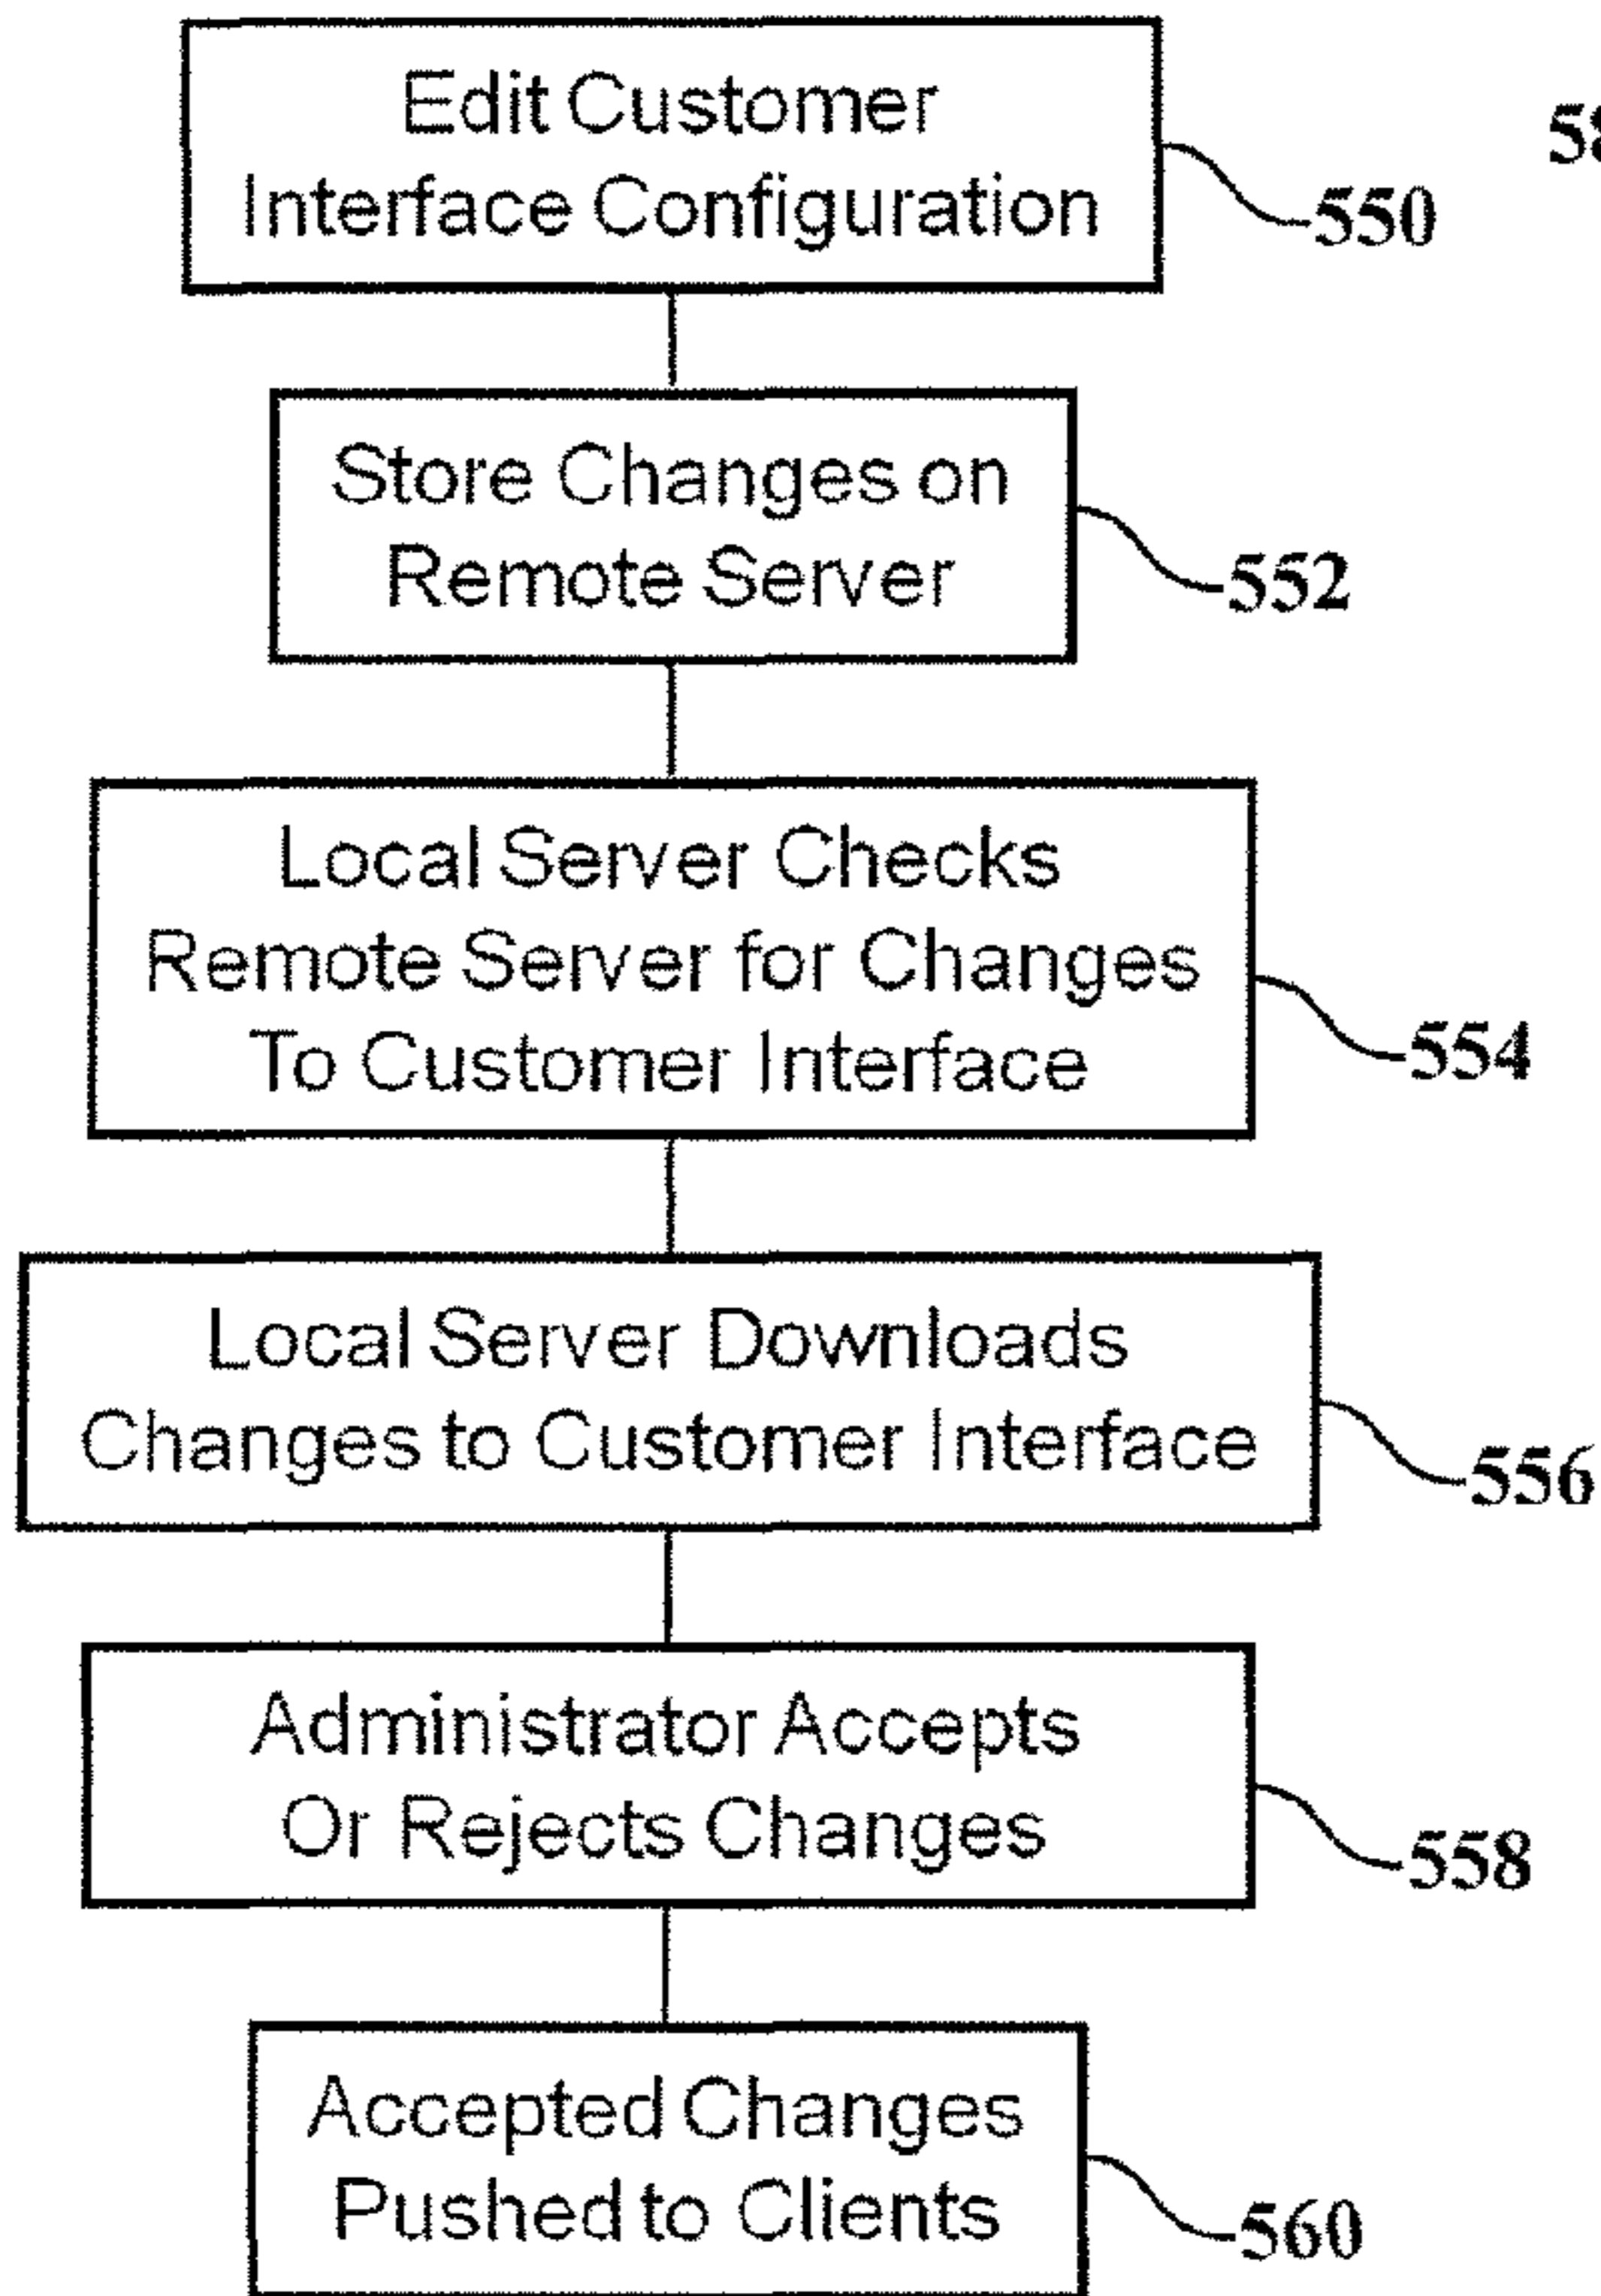 Edit Customer
Interface Configuration
550
Store Changes on
Remote Server
552
Local Server Checks
Remote Server for Changes
To Customer Interface
554
Local Server Downloads
Changes to Customer Interface
556
Administrator Accepts
Or Rejects Changes
558
Accepted Changes
Pushed to Clients
560